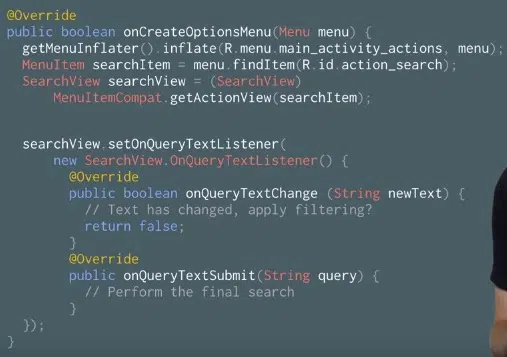 @Override
public boolean onCreateOptionsMenu(Menu menu) {
getMenuInflater().inflate(R.menu.main_activity_actions, menu);
MenuItem searchItem = menu.findItem(R.id.action_search);
SearchView searchView = (SearchView)
MenuItemCompat.getActionView(searchItem);
searchView.setOnQueryTextListener(
new SearchView.OnQueryTextListener() {
@Override
public boolean onQueryTextChange (String newText) {
// Text has changed, apply filtering?
return false;
}
@Override
public onQueryTextSubmit(String query) {
// Perform the final search
}
});
}